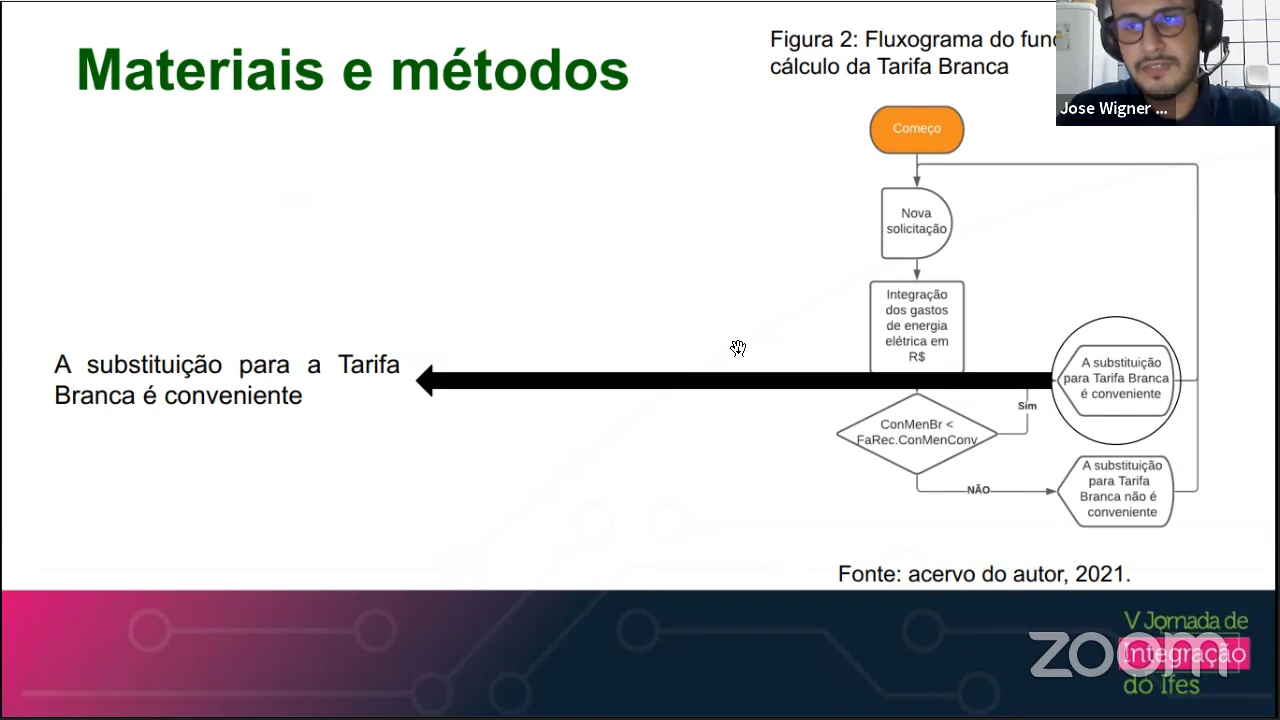 Materiais e métodos
Figura 2: Fluxograma do
cálculo da Tarifa Branca
Jose Wigner ...
Começo
Nova
solicitação
Integração
dos gastos
de energia
elétrica em
R$
A substituição para a Tarifa
Branca é conveniente
A substituição
para Tarifa Branca
é conveniente
Sim
ConMenBr <
FaRec.ConMenConv
NÃO
A substituição
para Tarifa
Branca não é
conveniente
Fonte: acervo do autor, 2021.
V Jornada de
Integração
do Ifes
zoom